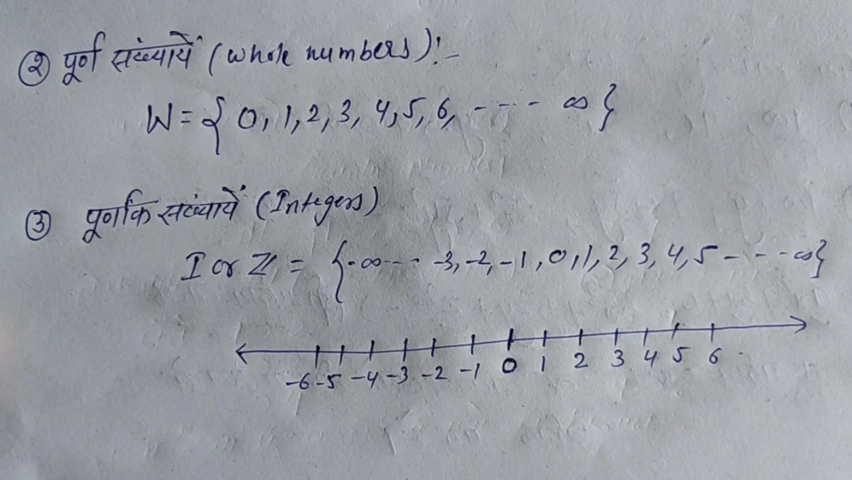 ② पूर्ण संख्यायें (whole numbers):-
W = { 0, 1, 2, 3, 4, 5, 6, ---- ∞ }
③ पूर्णांक संख्यायें (Integers)
I or Z = { -∞ --- -3, -2, -1, 0, 1, 2, 3, 4, 5 ---- ∞ }
-6 -5 -4 -3 -2 -1 0 1 2 3 4 5 6